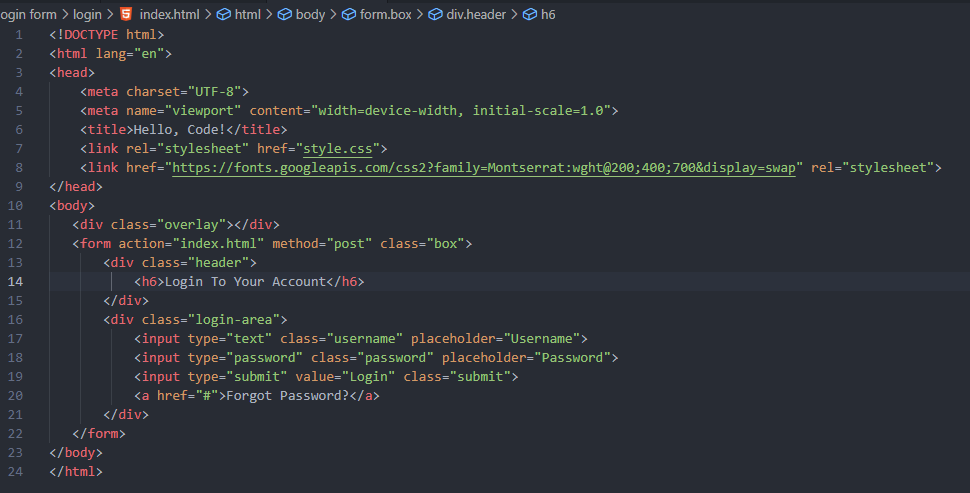 ogin form > login > index.html > html > body > form.box > div.header > h6
1 <!DOCTYPE html>
2 <html lang="en">
3 <head>
4 <meta charset="UTF-8">
5 <meta name="viewport" content="width=device-width, initial-scale=1.0">
6 <title>Hello, Code!</title>
7 <link rel="stylesheet" href="style.css">
8 <link href="https://fonts.googleapis.com/css2?family=Montserrat:wght@200;400;700&display=swap" rel="stylesheet">
9 </head>
10 <body>
11 <div class="overlay"></div>
12 <form action="index.html" method="post" class="box">
13 <div class="header">
14 <h6>Login To Your Account</h6>
15 </div>
16 <div class="login-area">
17 <input type="text" class="username" placeholder="Username">
18 <input type="password" class="password" placeholder="Password">
19 <input type="submit" value="Login" class="submit">
20 <a href="#">Forgot Password?</a>
21 </div>
22 </form>
23 </body>
24 </html>